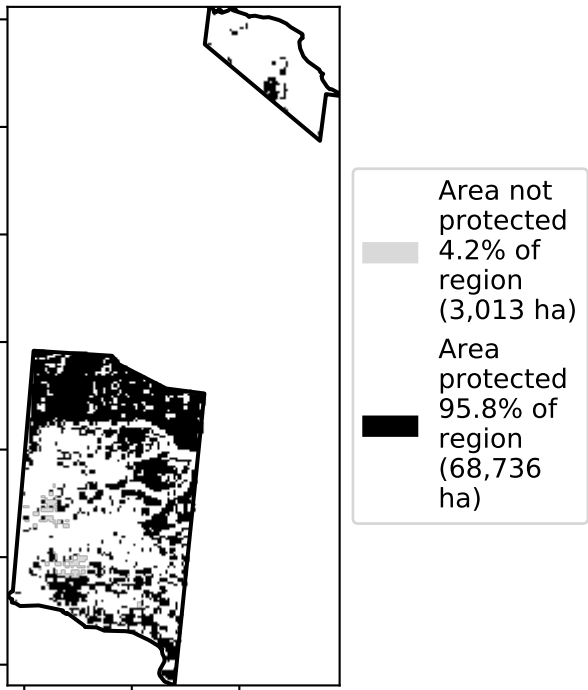 Area not
protected
4.2% of
region
(3,013 ha)
Area
protected
95.8% of
region
(68,736
ha)